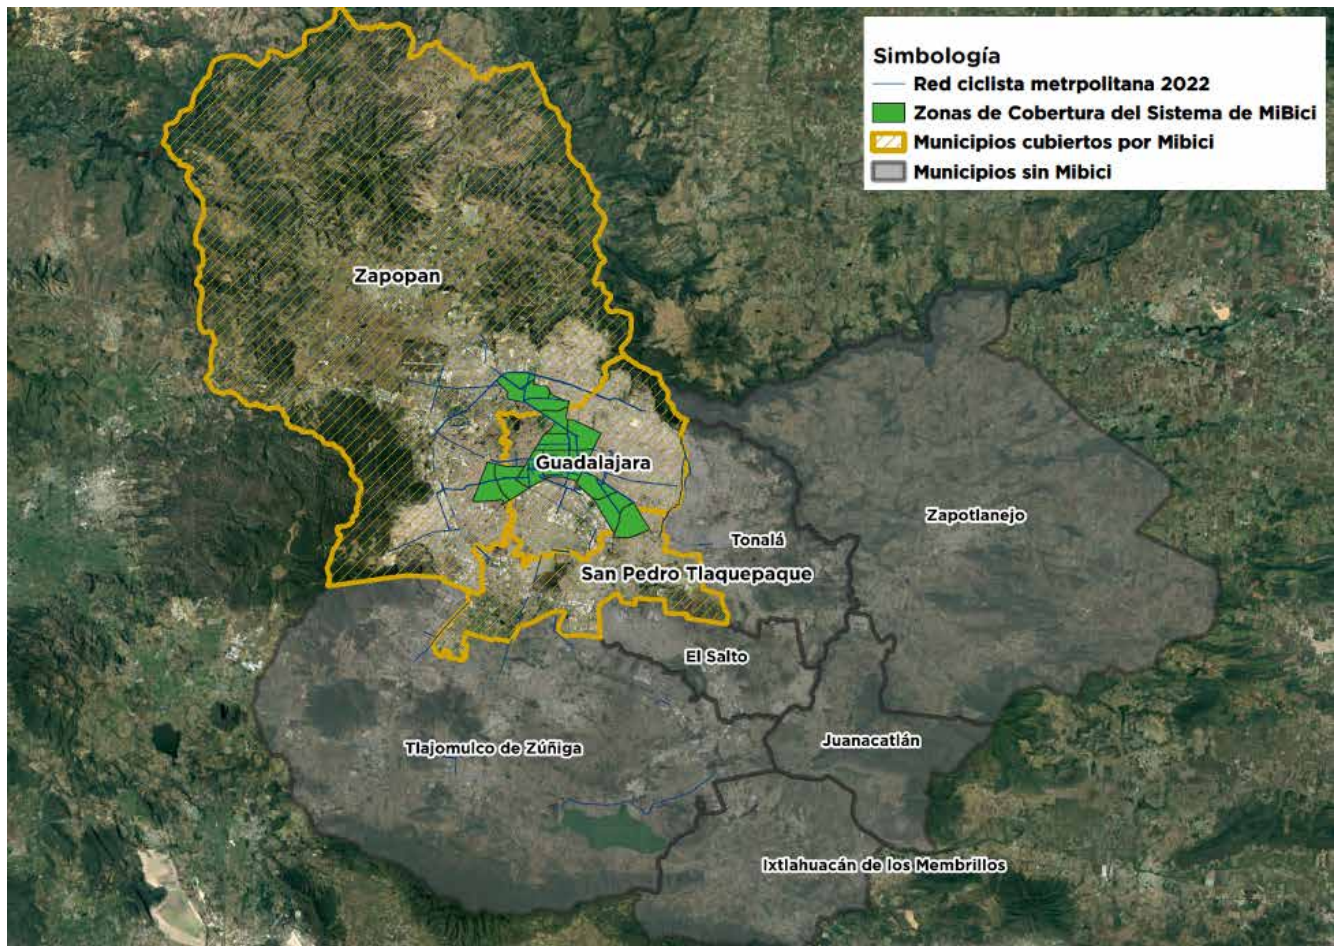 Simbología
Red ciclista metrpolitana 2022
Zonas de Cobertura del Sistema de MiBici
Municipios cubiertos por Mibici
Municipios sin Mibici
Zapopan
Guadalajara
Zapotlanejo
Tonalá
San Pedro Tlaquepaque
El Salto
Juanacatlán
Tlajomulco de Zúñiga
Ixtlahuacán de los Membrillos